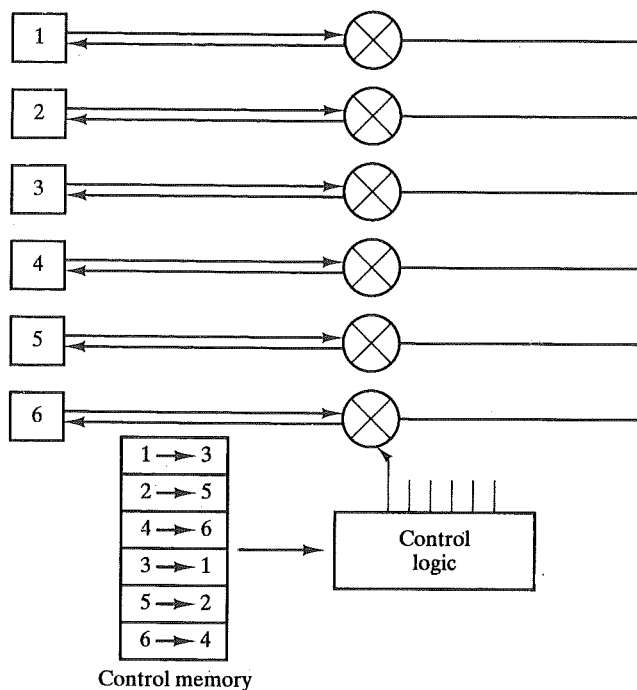 1
2
3
4
5
6
1 → 3
2 → 5
4 → 6
3 → 1
5 → 2
6 → 4
Control memory
Control
logic